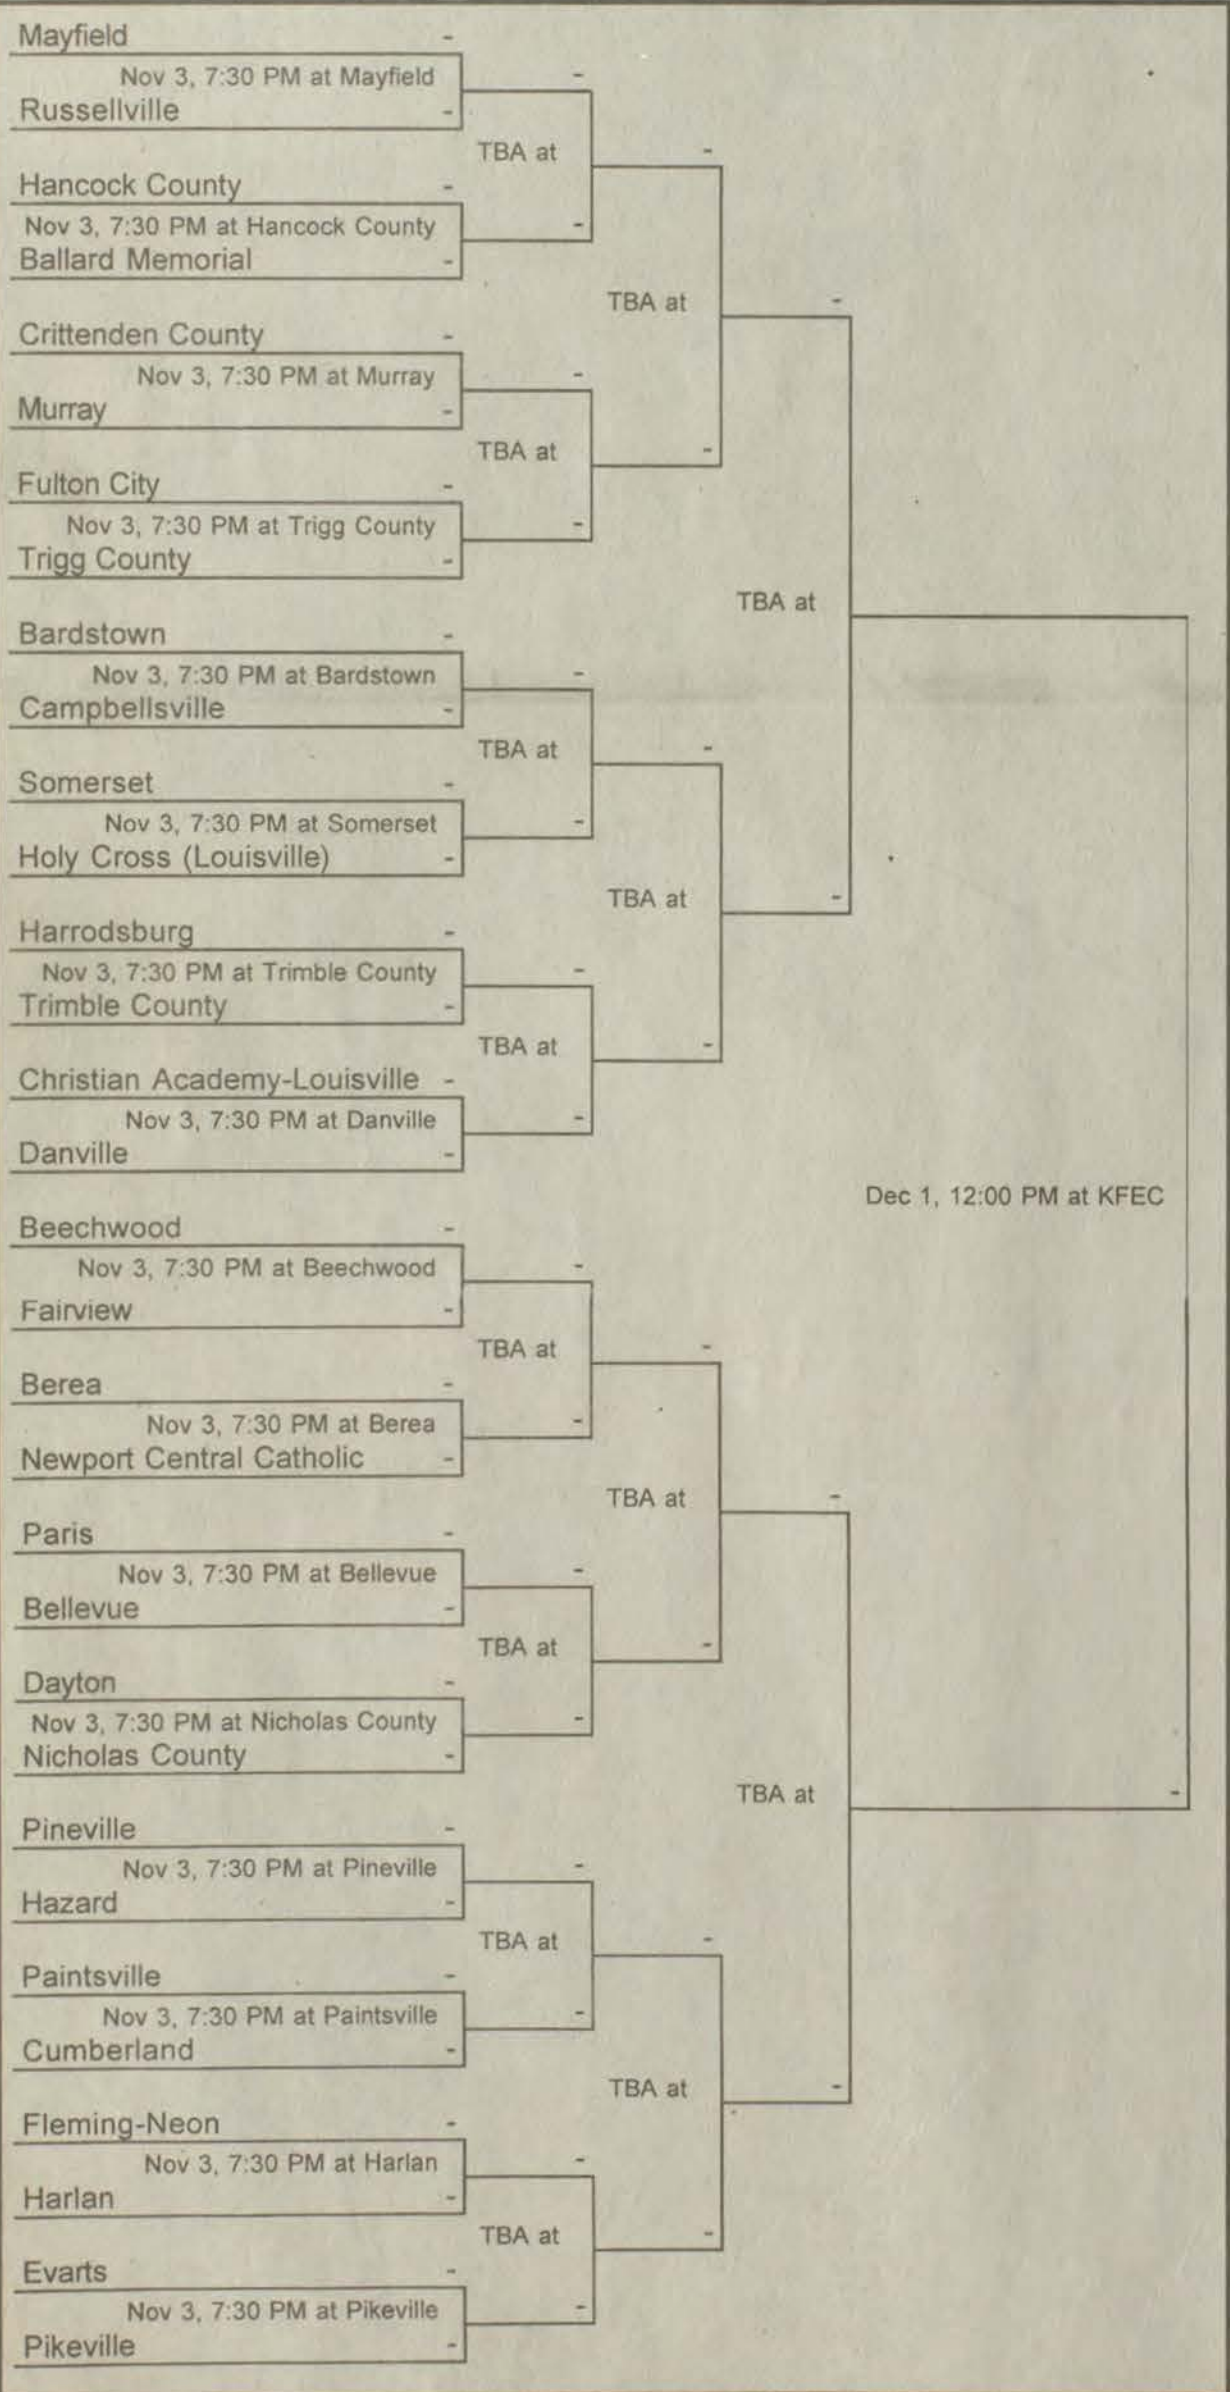 Mayfield -
Nov 3, 7:30 PM at Mayfield -
Russellville -
TBA at -
Hancock County -
Nov 3, 7:30 PM at Hancock County -
Ballard Memorial -
TBA at -
Crittenden County -
Nov 3, 7:30 PM at Murray -
Murray -
TBA at -
Fulton City -
Nov 3, 7:30 PM at Trigg County -
Trigg County -
TBA at
Bardstown -
Nov 3, 7:30 PM at Bardstown -
Campbellsville -
TBA at -
Somerset -
Nov 3, 7:30 PM at Somerset -
Holy Cross (Louisville) -
TBA at -
Harrodsburg -
Nov 3, 7:30 PM at Trimble County -
Trimble County -
TBA at -
Christian Academy-Louisville -
Nov 3, 7:30 PM at Danville -
Danville -
Dec 1, 12:00 PM at KFEC
Beechwood -
Nov 3, 7:30 PM at Beechwood -
Fairview -
TBA at -
Berea -
Nov 3, 7:30 PM at Berea -
Newport Central Catholic -
TBA at -
Paris -
Nov 3, 7:30 PM at Bellevue -
Bellevue -
TBA at -
Dayton -
Nov 3, 7:30 PM at Nicholas County -
Nicholas County -
TBA at -
Pineville -
Nov 3, 7:30 PM at Pineville -
Hazard -
TBA at -
Paintsville -
Nov 3, 7:30 PM at Paintsville -
Cumberland -
TBA at -
Fleming-Neon -
Nov 3, 7:30 PM at Harlan -
Harlan -
TBA at -
Evarts -
Nov 3, 7:30 PM at Pikeville -
Pikeville -